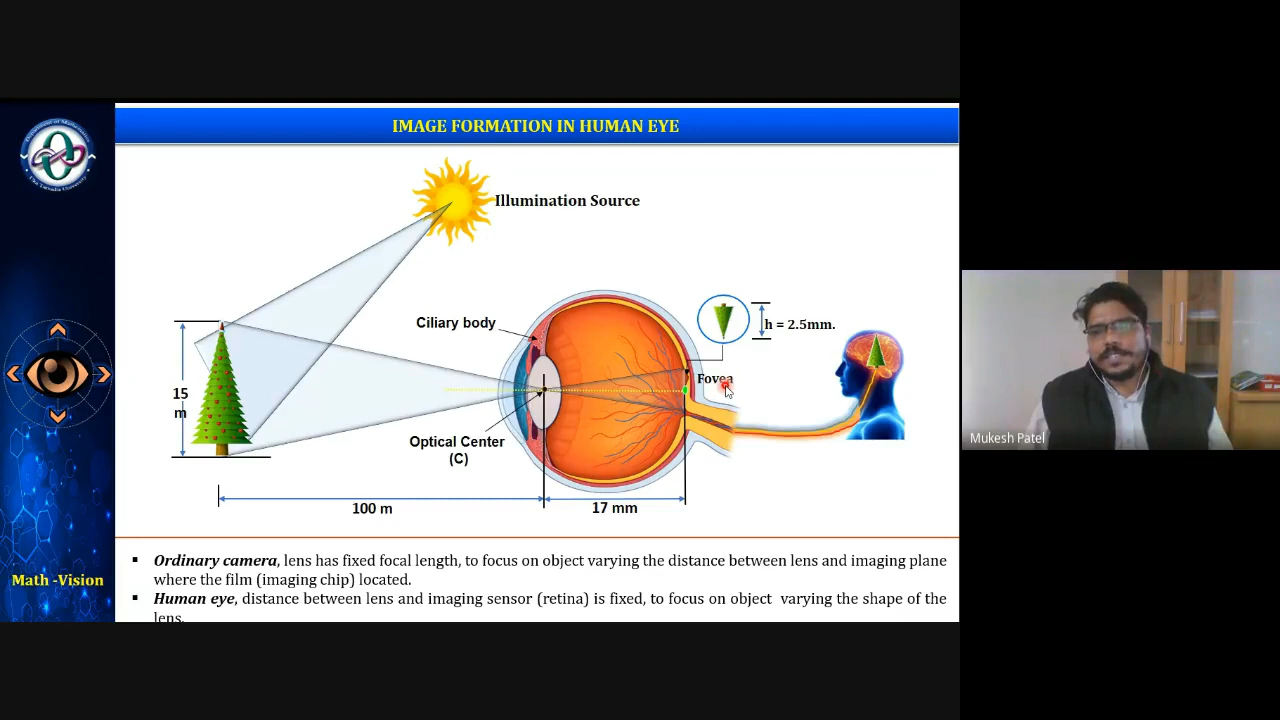 IMAGE FORMATION IN HUMAN EYE
Illumination Source
Ciliary body
h = 2.5mm.
Fovea
15
m
Optical Center
(C)
100 m
17 mm
Mukesh Patel
Math -Vision
▪ Ordinary camera, lens has fixed focal length, to focus on object varying the distance between lens and imaging plane
where the film (imaging chip) located.
▪ Human eye, distance between lens and imaging sensor (retina) is fixed, to focus on object varying the shape of the
lens.